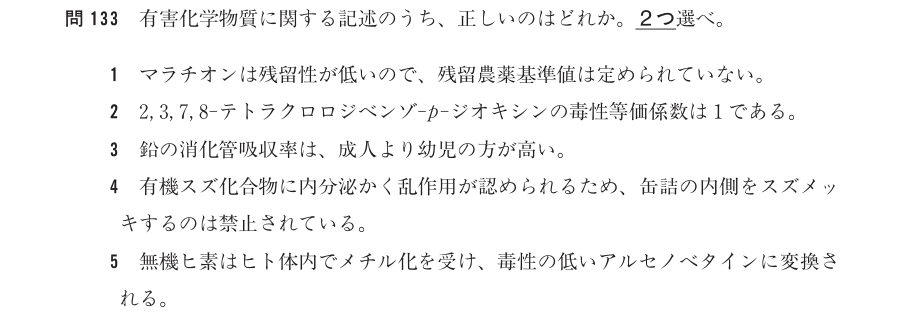 問133 有害化学物質に関する記述のうち、正しいのはどれか。2つ選べ。
1 マラチオンは残留性が低いので、残留農薬基準値は定められていない。
2 2,3,7,8-テトラクロロジベンゾ-p-ジオキシンの毒性等価係数は1である。
3 鉛の消化管吸収率は、成人より幼児の方が高い。
4 有機スズ化合物に内分泌かく乱作用が認められるため、缶詰の内側をスズメッ
キするのは禁止されている。
5 無機ヒ素はヒト体内でメチル化を受け、毒性の低いアルセノベタインに変換さ
れる。